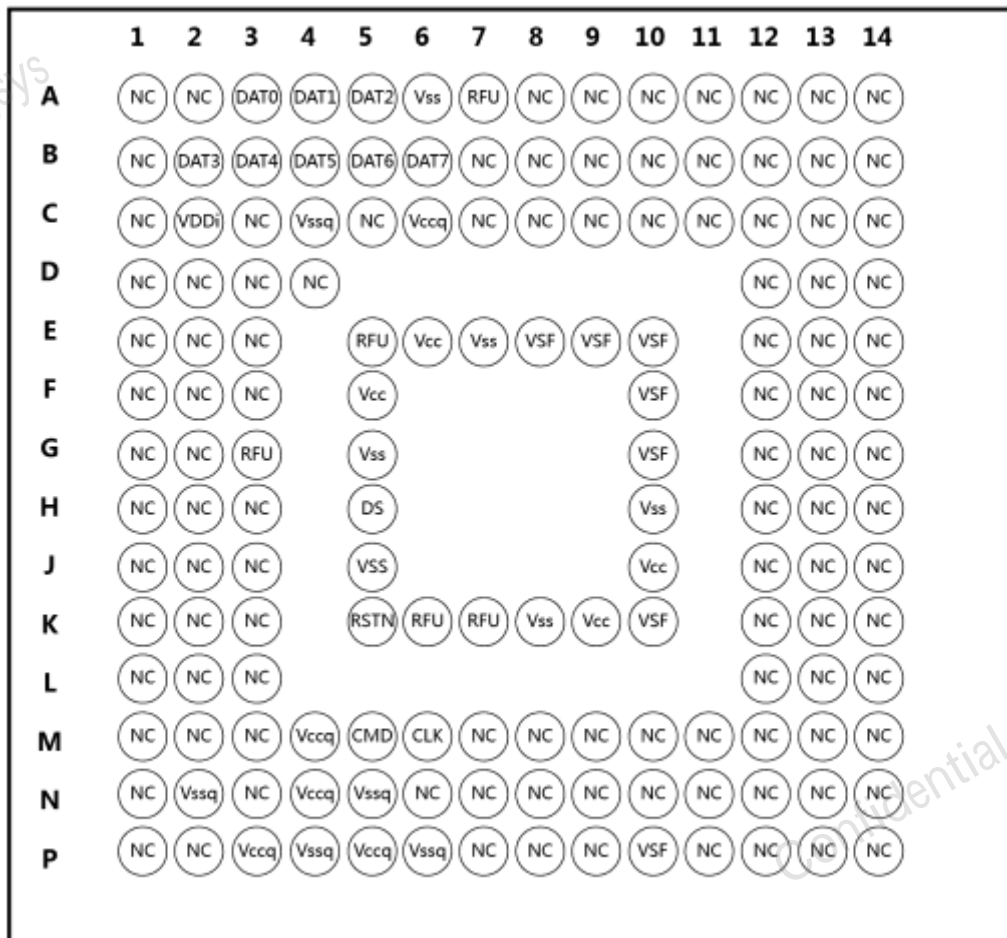 1 2 3 4 5 6 7 8 9 10 11 12 13 14
A NC NC DAT0 DAT1 DAT2 Vss RFU NC NC NC NC NC NC NC
B NC DAT3 DAT4 DAT5 DAT6 DAT7 NC NC NC NC NC NC NC NC
C NC VDDi NC Vssq NC Vccq NC NC NC NC NC NC NC NC
D NC NC NC NC NC NC NC
E NC NC NC RFU Vcc Vss VSF VSF VSF NC NC NC
F NC NC NC Vcc VSF NC NC NC
G NC NC RFU Vss VSF NC NC NC
H NC NC NC DS Vss NC NC NC
J NC NC NC VSS Vcc NC NC NC
K NC NC NC RSTN RFU RFU Vss Vcc VSF NC NC NC
L NC NC NC NC NC NC
M NC NC NC Vccq CMD CLK NC NC NC NC NC NC NC NC
N NC Vssq NC Vccq Vssq NC NC NC NC NC NC NC NC NC
P NC NC Vccq Vssq Vccq Vssq NC NC NC VSF NC NC NC NC
Confidential